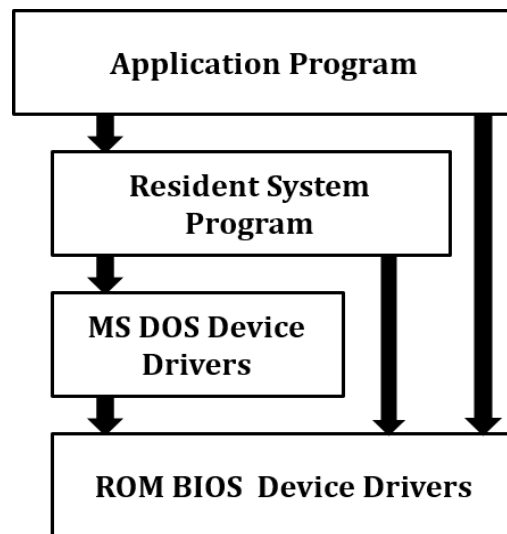 Application Program
Resident System
Program
MS DOS Device
Drivers
ROM BIOS  Device Drivers